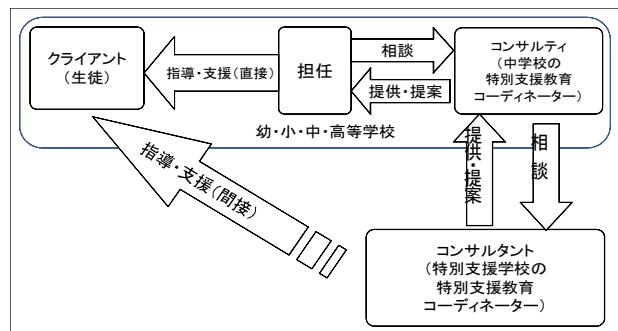 クライアント
(生徒)
指導・支援(直接)
担任
相談
提供・提案
コンサルティ
(中学校の
特別支援教育
コーディネーター)
幼・小・中・高等学校
指導・支援(間接)
提供・提案
相談
コンサルタント
(特別支援学校の
特別支援教育
コーディネーター)